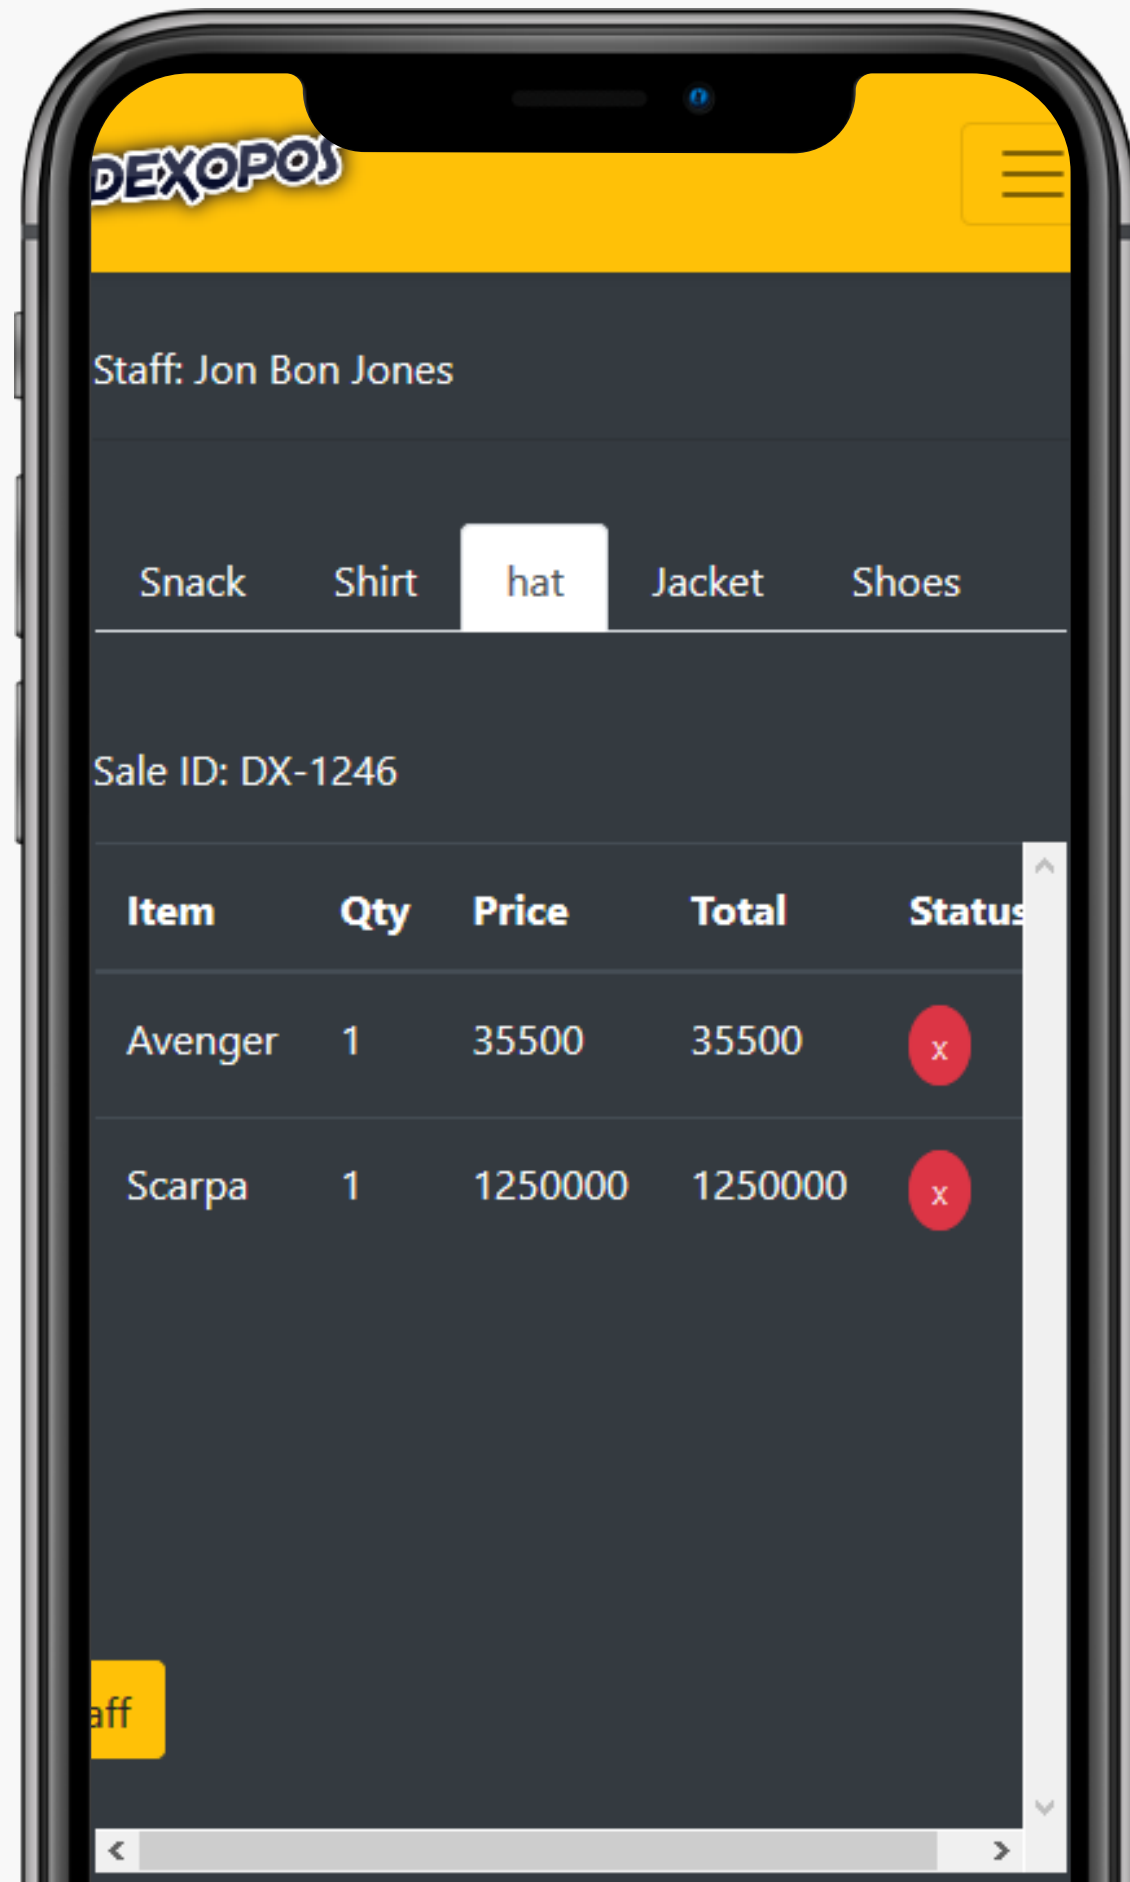 DEXOPOS
Staff: Jon Bon Jones
Snack Shirt hat Jacket Shoes
Sale ID: DX-1246
Item Qty Price Total Status
Avenger 1 35500 35500 x
Scarpa 1 1250000 1250000 x
aff